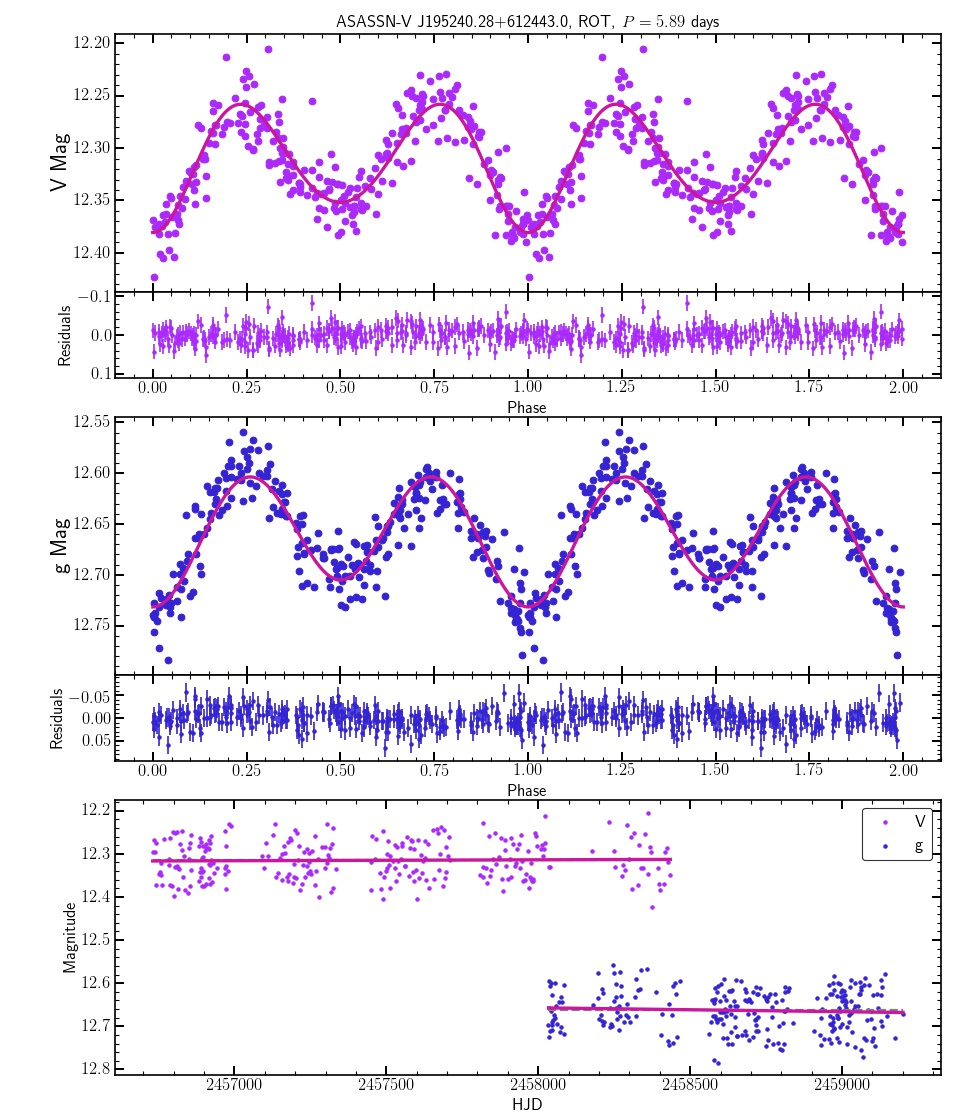 ASASSN-V J195240.28+612443.0, ROT, P = 5.89 days
12.20
12.25
12.30
12.35
12.40
V Mag
−0.1
0.0
0.1
Residuals
0.00 0.25 0.50 0.75 1.00 1.25 1.50 1.75 2.00
Phase
12.55
12.60
12.65
12.70
12.75
g Mag
−0.05
0.00
0.05
Residuals
0.00 0.25 0.50 0.75 1.00 1.25 1.50 1.75 2.00
Phase
12.2
12.3
12.4
12.5
12.6
12.7
12.8
Magnitude
V
g
2457000 2457500 2458000 2458500 2459000
HJD